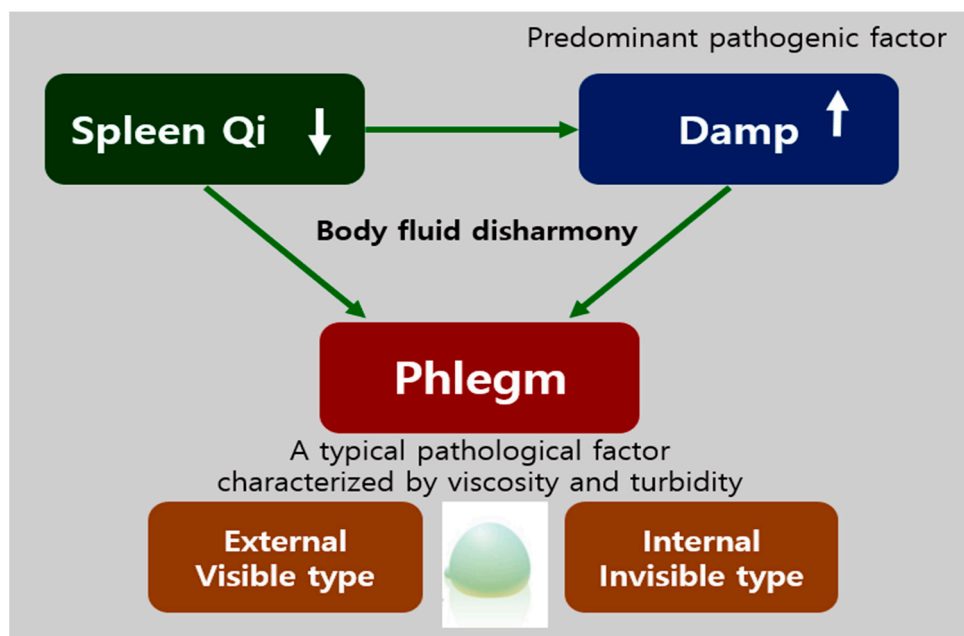 Predominant pathogenic factor
Spleen Qi ↓
Damp ↑
Body fluid disharmony
Phlegm
A typical pathological factor
characterized by viscosity and turbidity
External
Visible type
Internal
Invisible type